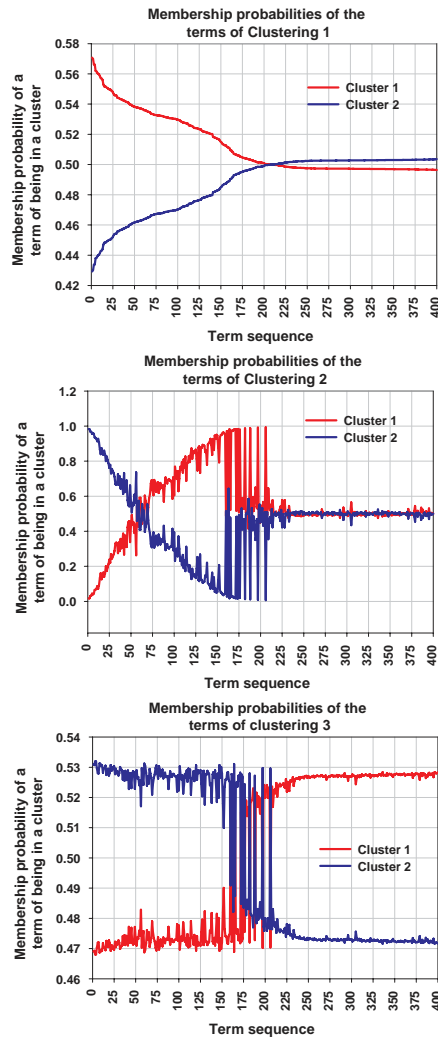 Membership probabilities of the
terms of Clustering 1
Membership probability of a
term of being in a cluster
0.58
0.56
0.54
0.52
0.50
0.48
0.46
0.44
0.42
Cluster 1
Cluster 2
0 25 50 75 100 125 150 175 200 225 250 275 300 325 350 375 400
Term sequence
Membership probabilities of the
terms of Clustering 2
Membership probability of a
term of being in a cluster
1.0
0.8
0.6
0.4
0.2
0.0
Cluster 1
Cluster 2
0 25 50 75 100 125 150 175 200 225 250 275 300 325 350 375 400
Term sequence
Membership probabilities of the
terms of clustering 3
Membership probability of a
term of being in a cluster
0.54
0.53
0.52
0.51
0.50
0.49
0.48
0.47
0.46
Cluster 1
Cluster 2
0 25 50 75 100 125 150 175 200 225 250 275 300 325 350 375 400
Term sequence